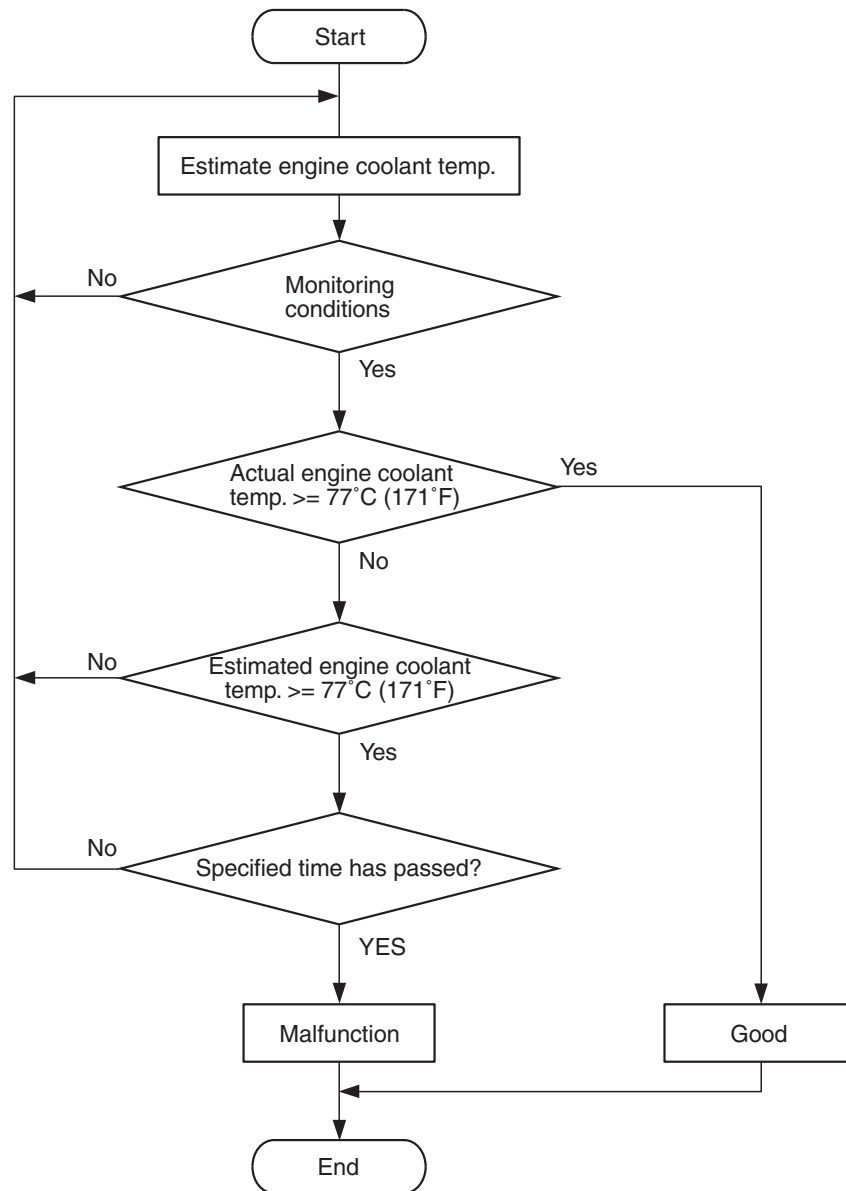 Start
Estimate engine coolant temp.
No
Monitoring
conditions
Yes
Actual engine coolant
temp. >= 77˚C (171˚F)
Yes
No
No
Estimated engine coolant
temp. >= 77˚C (171˚F)
Yes
No
Specified time has passed?
YES
Malfunction
Good
End